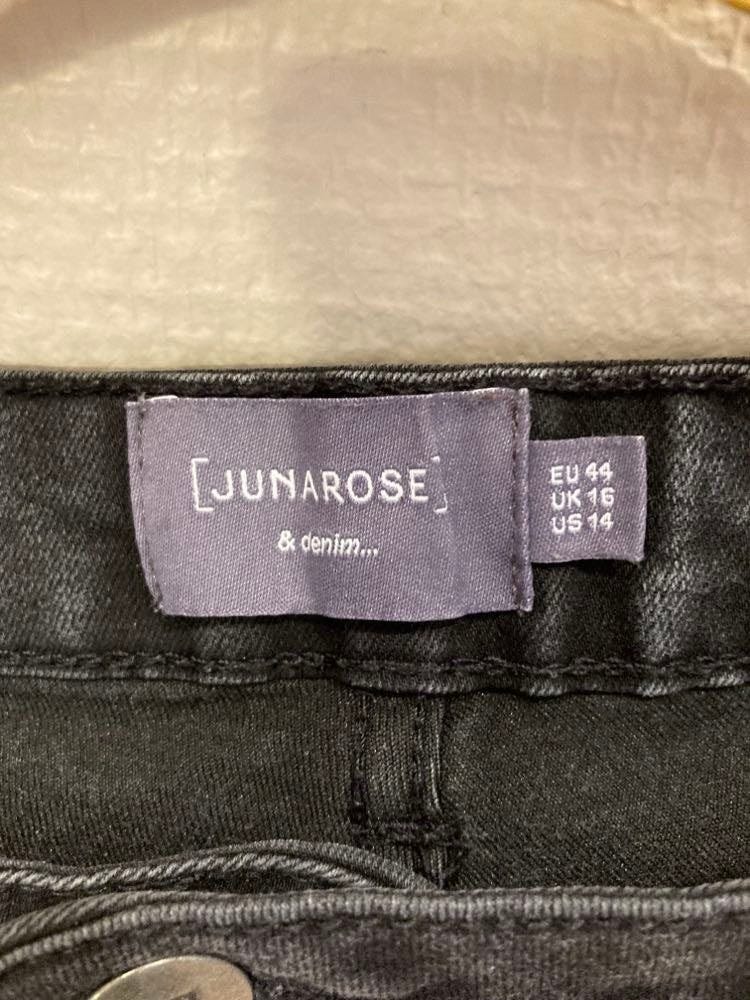 [JUNAROSE]
& denim...
EU 44
UK 16
US 14